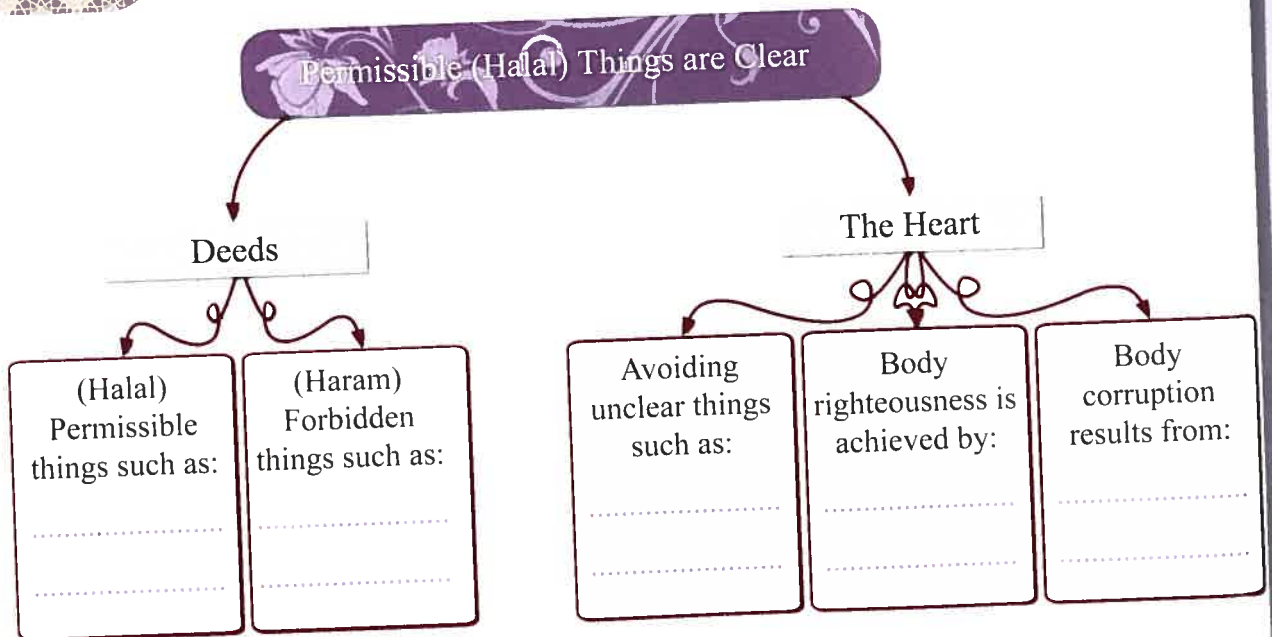 Permissible (Halal) Things are Clear
Deeds
The Heart
(Halal)
Permissible
things such as:
(Haram)
Forbidden
things such as:
Avoiding
unclear things
such as:
Body
righteousness is
achieved by:
Body
corruption
results from: